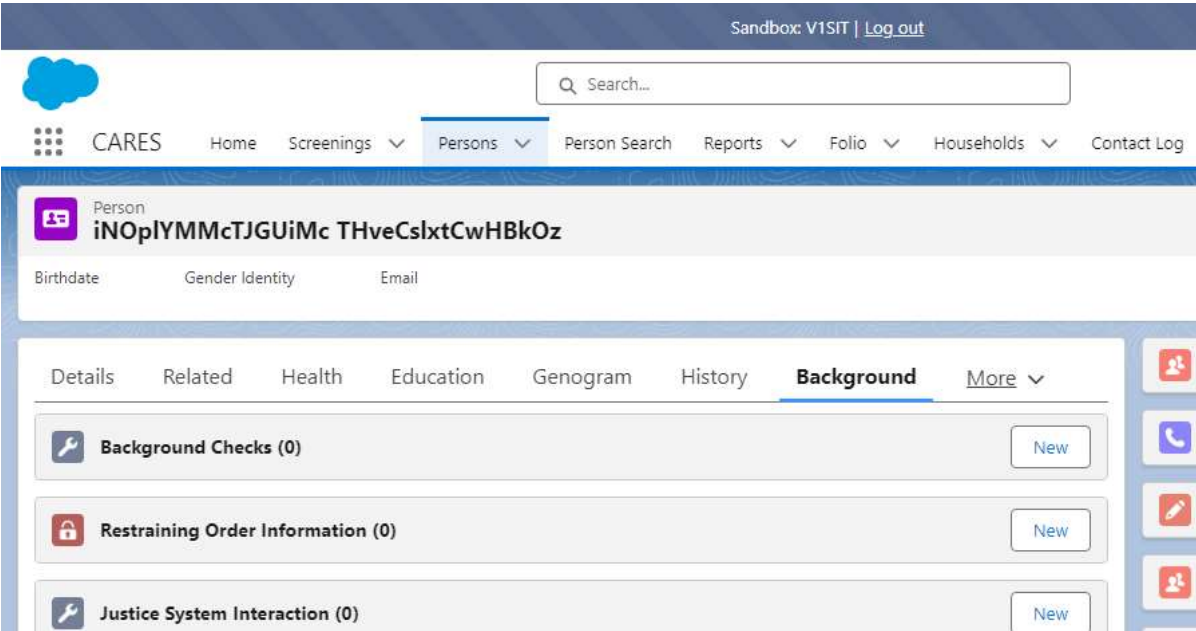 Sandbox: V1SIT | Log out
Search...
CARES Home Screenings Persons Person Search Reports Folio Households Contact Log
Person
iNOplYMMcTJGUiMc THveCslxtCwHBkOz
Birthdate Gender Identity Email
Details Related Health Education Genogram History Background More
Background Checks (0) New
Restraining Order Information (0) New
Justice System Interaction (0) New